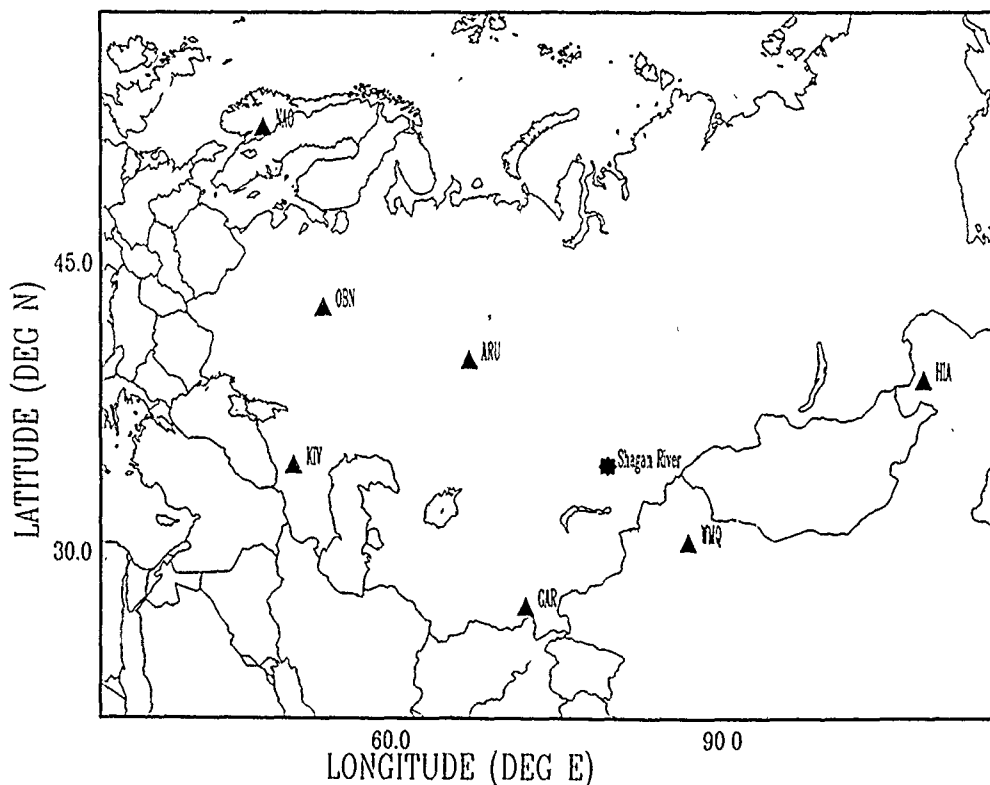 NAO
45.0
OBN
ARU
HIA
KIV
Shagan River
30.0
WMQ
GAR
60.0
90 0
LATITUDE (DEG N)
LONGITUDE (DEG E)